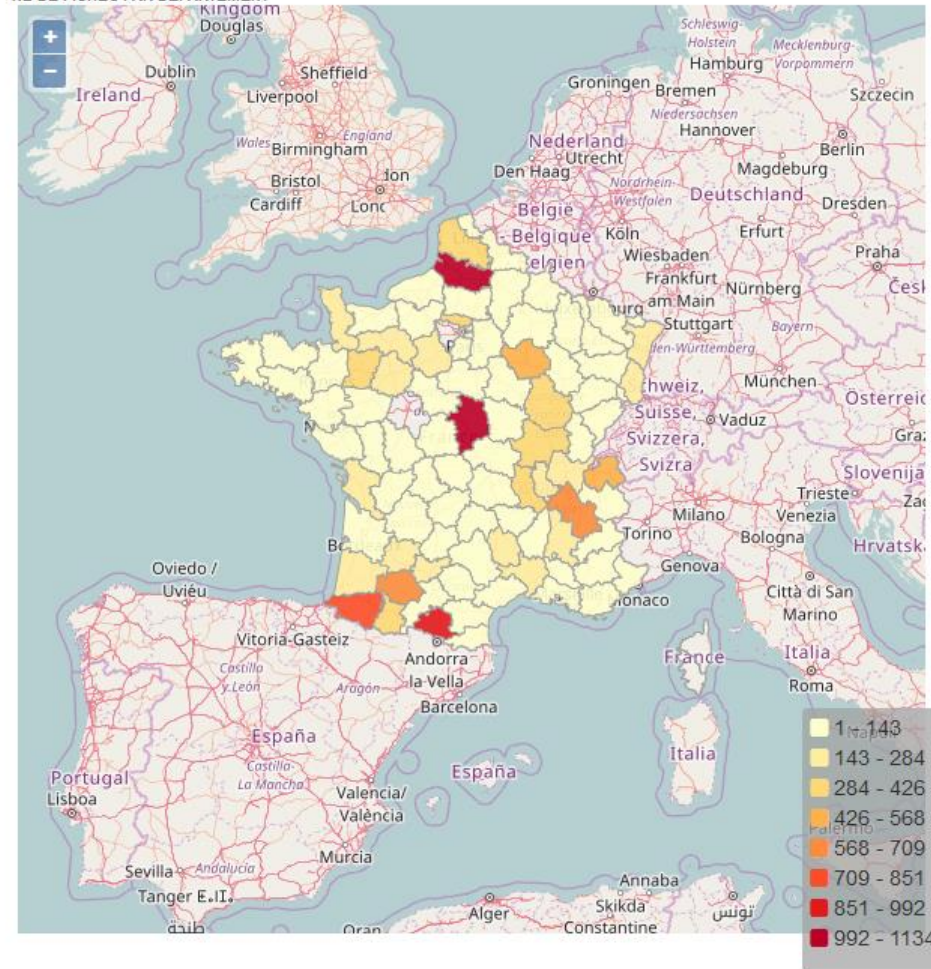 Kingdom
Douglas
+
−
Dublin
Ireland
Sheffield
Liverpool
Wales
England
Birmingham
Bristol
Cardiff
Schleswig-
Holstein
Mecklenburg-
Vorpommern
Hamburg
Groningen
Bremen
Szczecin
Niedersachsen
Hannover
Nederland
Utrecht
Berlin
Den Haag
Magdeburg
Nordrhein-
Westfalen
Deutschland
België
Dresden
- Belgique
Köln
Erfurt
Wiesbaden
Praha
Frankfurt
am Main
Nürnberg
Stuttgart
Bayern
München
Schweiz,
Suisse,
Svizzera,
Svizra
Vaduz
Slovenija
Trieste
Milano
Venezia
Torino
Bologna
Genova
Oviedo /
Uviéu
Città di San
Marino
Vitoria-Gasteiz
Castilla
y León
Aragón
Andorra
la Vella
France
Italia
Roma
Barcelona
España
Castilla-
La Mancha
España
Italia
Portugal
Lisboa
Valencia/
València
Murcia
Sevilla
Andalucía
Annaba
Skikda
Constantine
تونس
Alger
طنجة
1 - 143
143 - 284
284 - 426
426 - 568
568 - 709
709 - 851
851 - 992
992 - 1134